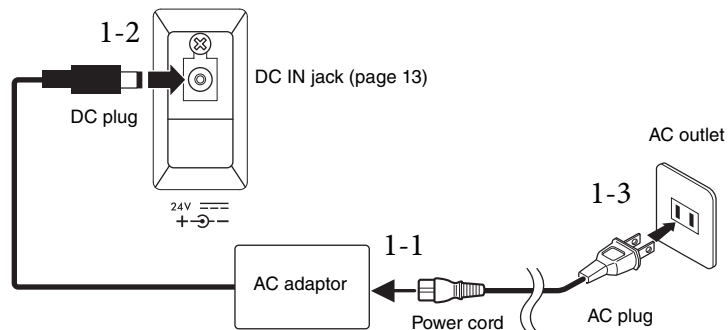 1-2
DC IN jack (page 13)
DC plug
AC outlet
24V
+ -
1-3
1-1
AC adaptor
Power cord
AC plug